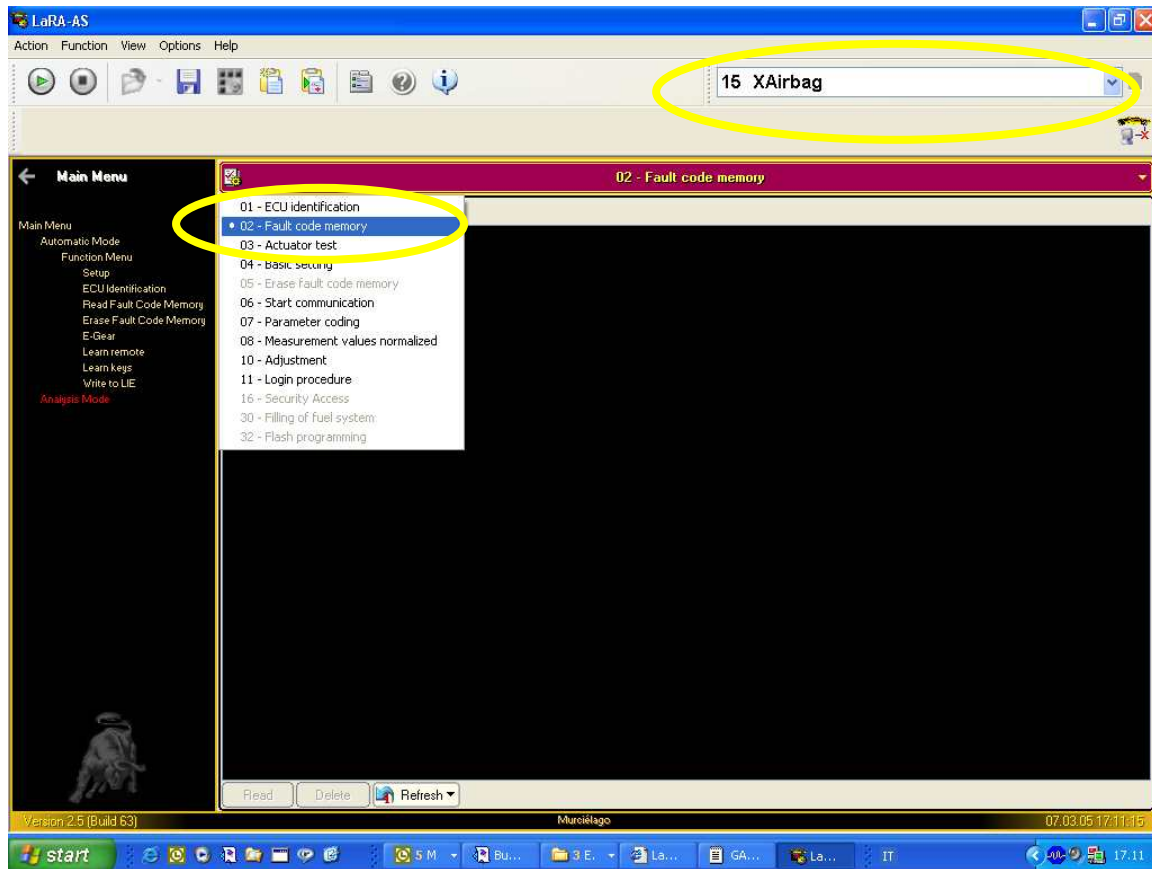 LaRA-AS
Action Function View Options Help
15 XAirbag
Main Menu
02 - Fault code memory
01 - ECU identification
02 - Fault code memory
03 - Actuator test
04 - Basic setting
05 - Erase fault code memory
06 - Start communication
07 - Parameter coding
08 - Measurement values normalized
10 - Adjustment
11 - Login procedure
16 - Security Access
30 - Filling of fuel system
32 - Flash programming
Main Menu
Automatic Mode
Function Menu
Setup
ECU Identification
Read Fault Code Memory
Erase Fault Code Memory
E-Gear
Learn remote
Learn keys
Write to LIE
Analysis Mode
Read Delete Refresh
Version 2.5 (Build 63) Murciélago 07.03.05 17:11:15
start 5 M Bu... 3 E. La... GA... La... IT 17.11